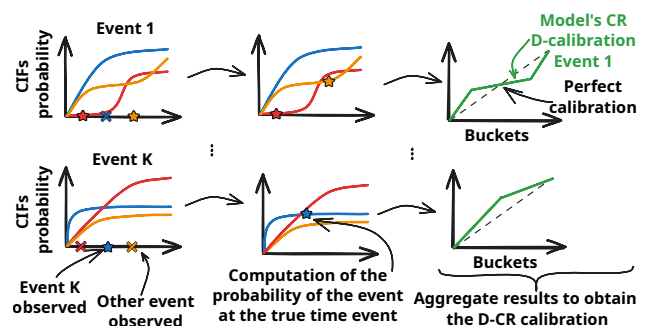 Event 1
CIFs
probability
Model's CR
D-calibration
Event 1
Perfect
calibration
Buckets
Event K
CIFs
probability
Buckets
Event K
observed
Other event
observed
Computation of the
probability of the event
at the true time event
Aggregate results to obtain
the D-CR calibration